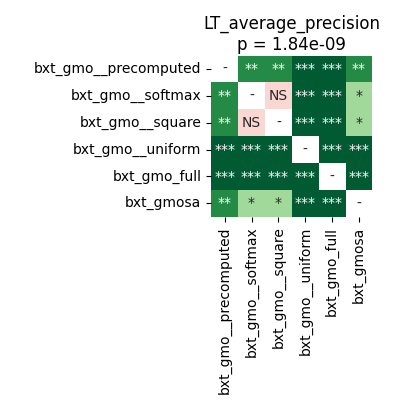 LT_average_precision
p = 1.84e-09
bxt_gmo__precomputed - ** ** *** *** **
bxt_gmo__softmax ** - NS *** *** *
bxt_gmo__square ** NS - *** *** *
bxt_gmo__uniform *** *** *** - *** ***
bxt_gmo_full *** *** *** *** - ***
bxt_gmosa ** * * *** *** -
bxt_gmo__precomputed
bxt_gmo__softmax
bxt_gmo__square
bxt_gmo__uniform
bxt_gmo_full
bxt_gmosa